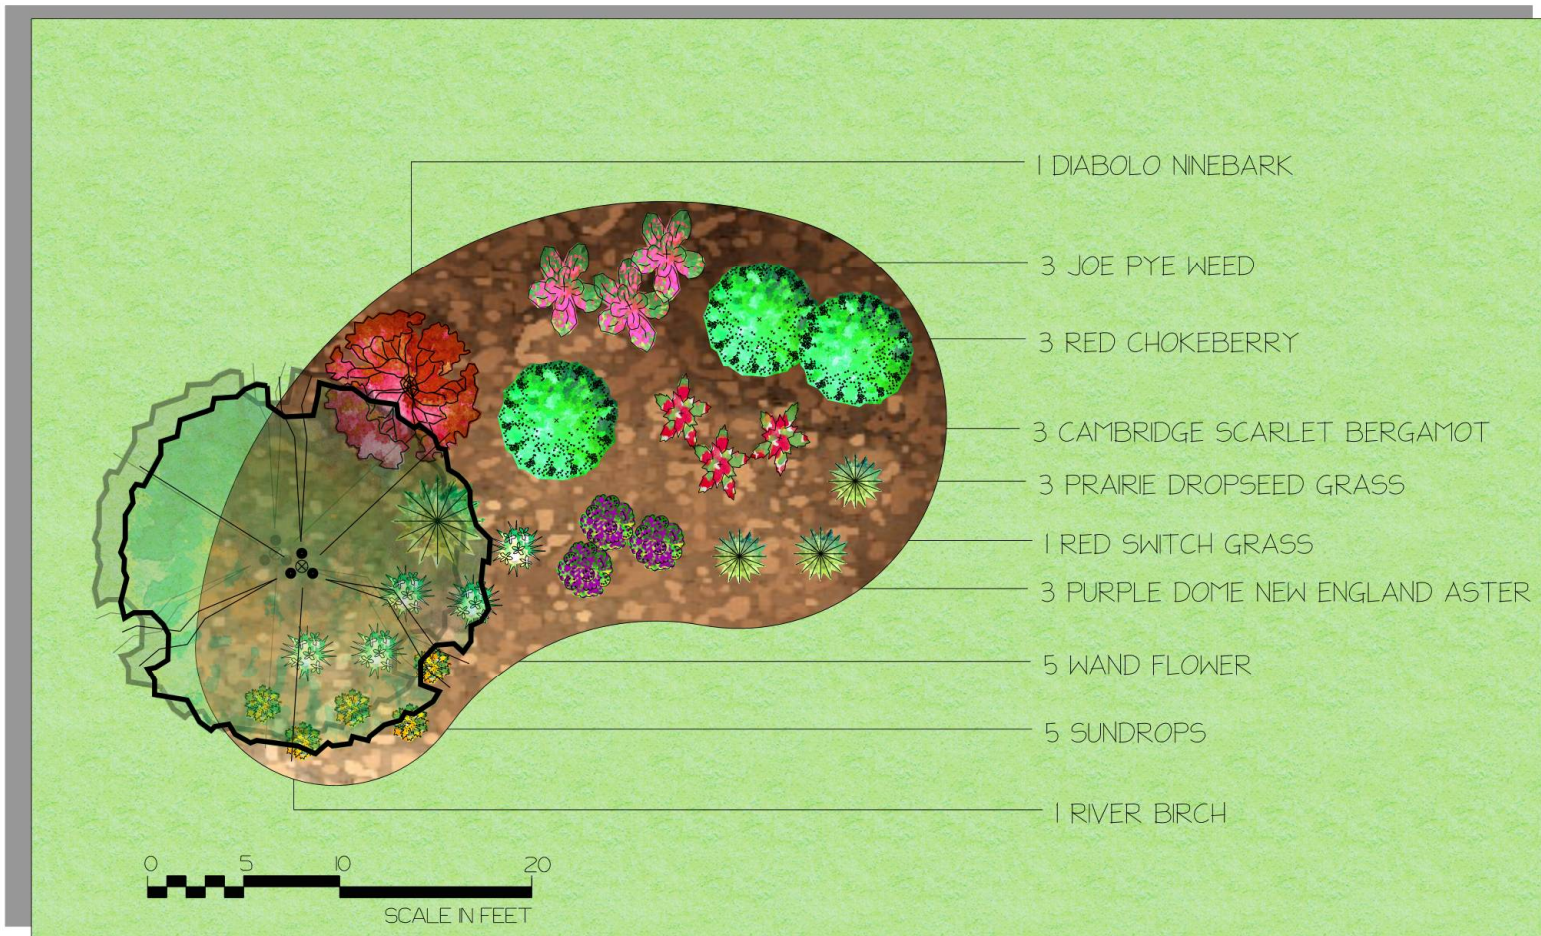 1 DIABOLO NINEBARK
3 JOE PYE WEED
3 RED CHOKEBERRY
3 CAMBRIDGE SCARLET BERGAMOT
3 PRAIRIE DROPSEED GRASS
1 RED SWITCH GRASS
3 PURPLE DOME NEW ENGLAND ASTER
5 WAND FLOWER
5 SUNDROPS
1 RIVER BIRCH
0 5 10 20
SCALE IN FEET